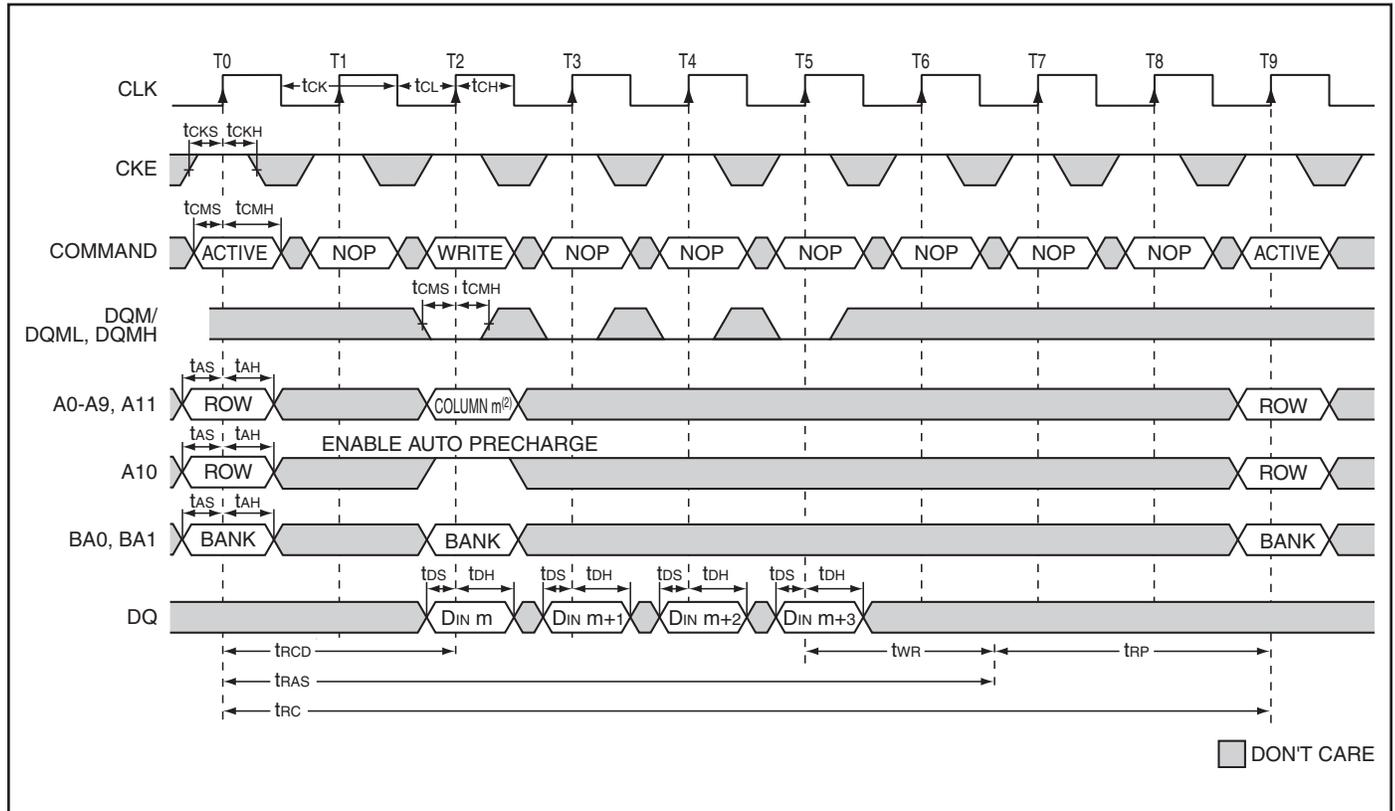 T0 T1 T2 T3 T4 T5 T6 T7 T8 T9
CLK
tCK tCL tCH
tCKS tCKH
CKE
tCMS tCMH
COMMAND ACTIVE NOP WRITE NOP NOP NOP NOP NOP NOP ACTIVE
tCMS tCMH
DQM/
DQML, DQMH
tAS tAH
A0-A9, A11 ROW COLUMN m(2) ROW
tAS tAH ENABLE AUTO PRECHARGE
A10 ROW ROW
tAS tAH
BA0, BA1 BANK BANK BANK
tDS tDH tDS tDH tDS tDH tDS tDH
DQ DIN m DIN m+1 DIN m+2 DIN m+3
tRCD tWR tRP
tRAS
tRC
DON'T CARE